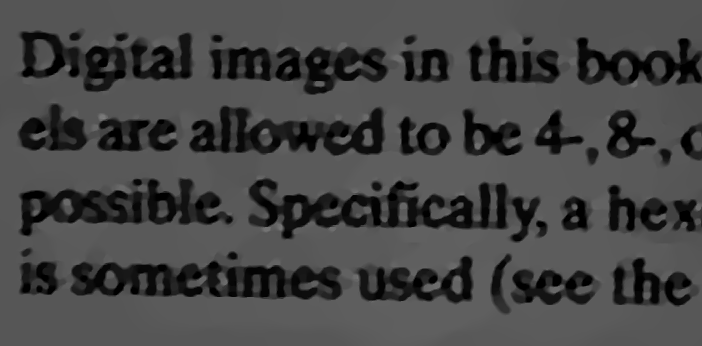 Digital images in this book
els are allowed to be 4-, 8-,
possible. Specifically, a hex
is sometimes used (see the